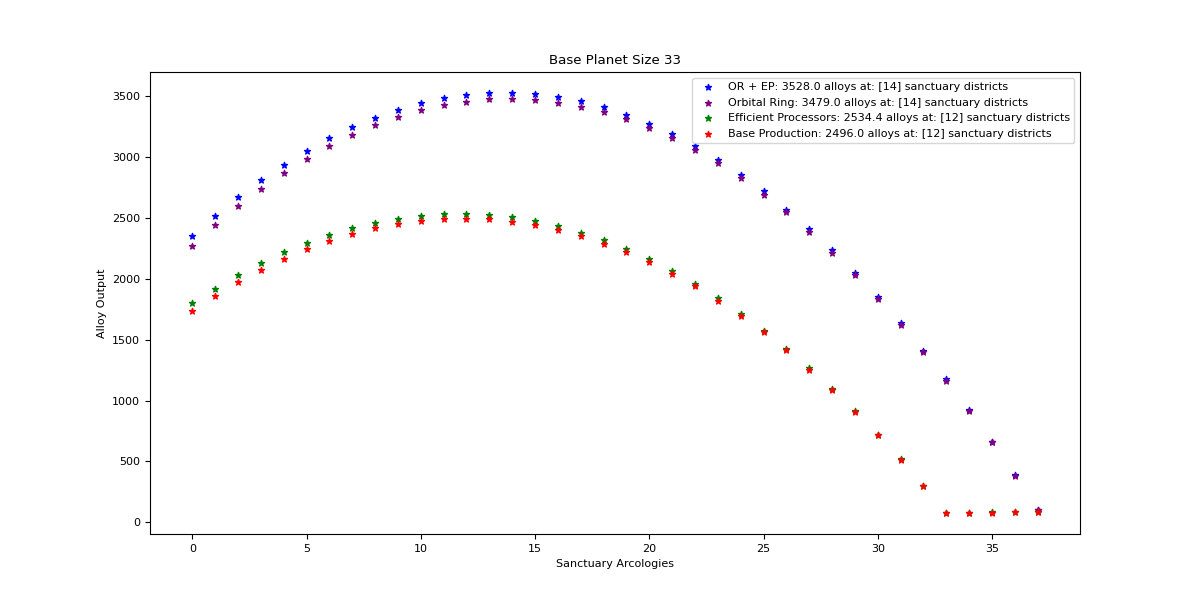 Base Planet Size 33
OR + EP: 3528.0 alloys at: [14] sanctuary districts
Orbital Ring: 3479.0 alloys at: [14] sanctuary districts
Efficient Processors: 2534.4 alloys at: [12] sanctuary districts
Base Production: 2496.0 alloys at: [12] sanctuary districts
Alloy Output
3500
3000
2500
2000
1500
1000
500
0
0 5 10 15 20 25 30 35
Sanctuary Arcologies